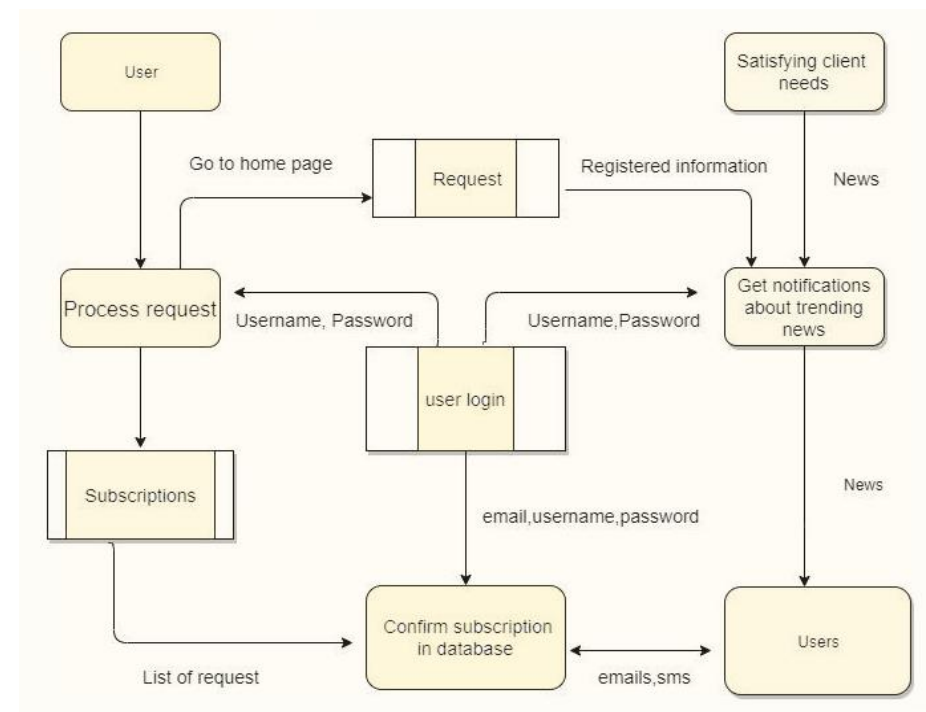 User
Satisfying client
needs
Go to home page
Request
Registered information
News
Process request
Username, Password
Username,Password
Get notifications
about trending
news
user login
Subscriptions
News
email,username,password
Confirm subscription
in database
Users
List of request
emails,sms